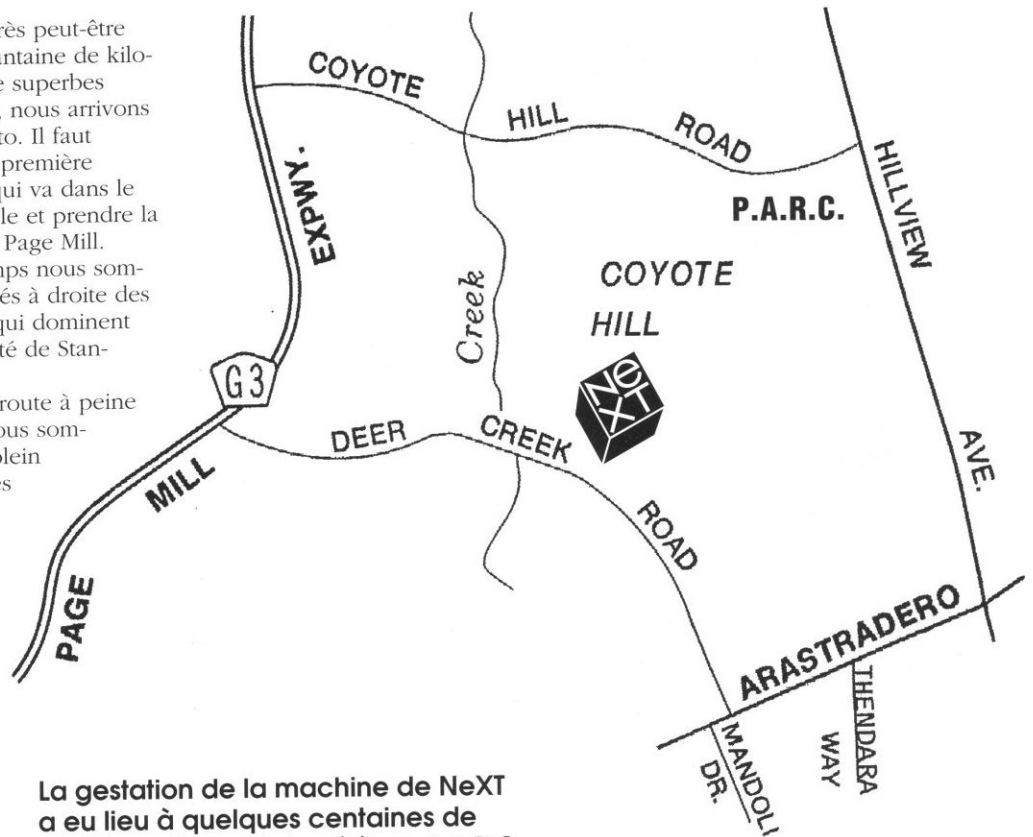 rès peut-être
ntaine de kilo-
e superbes
, nous arrivons
to. Il faut
première
qui va dans le
le et prendre la
Page Mill.
nps nous som-
és à droite des
qui dominent
té de Stan-
route à peine
ous som-
plein
es
COYOTE HILL ROAD
EXPWY.
HILLVIEW AVE.
P.A.R.C.
COYOTE
HILL
Creek
NeXT
G3
DEER CREEK ROAD
PAGE MILL
ARASTRADERO
THENDARA
WAY
MANDOLI
DR.
La gestation de la machine de NeXT
a eu lieu à quelques centaines de